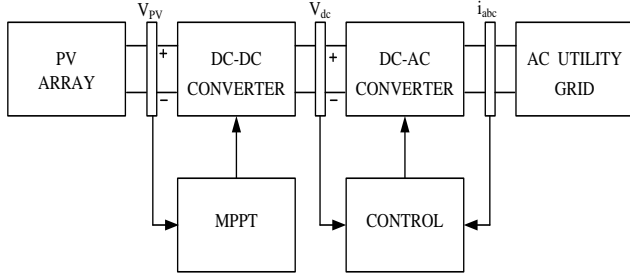 V_PV
V_dc
i_abc
PV
ARRAY
+
−
DC-DC
CONVERTER
+
−
DC-AC
CONVERTER
AC UTILITY
GRID
MPPT
CONTROL